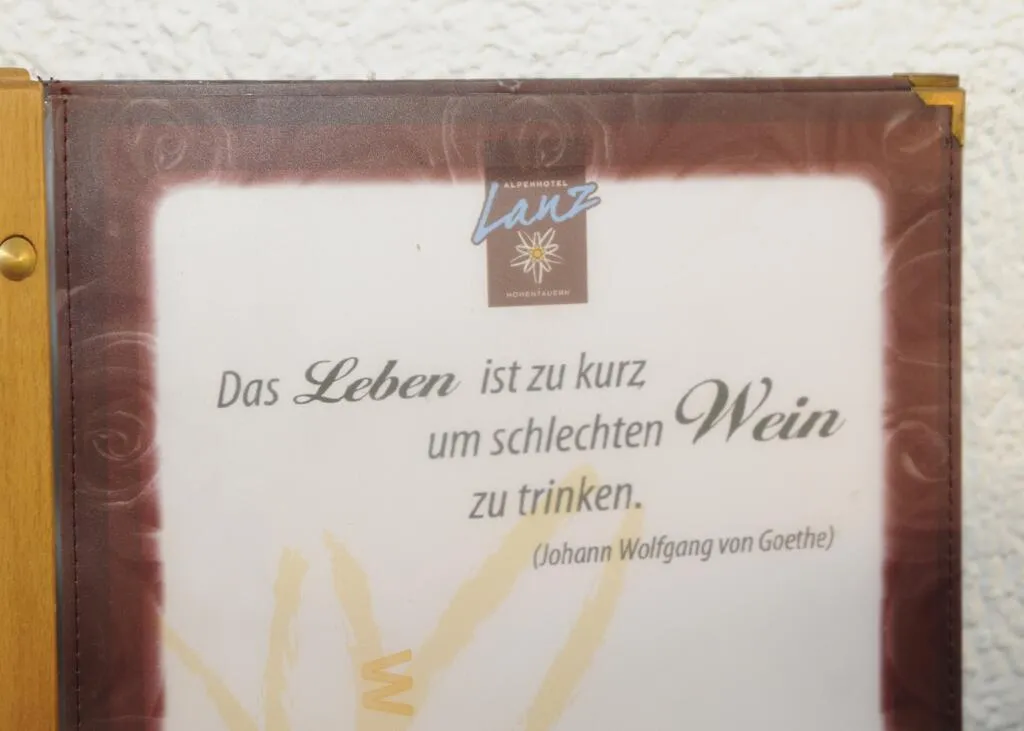 ALPENHOTEL
Lanz
HOHENTAUERN
Das Leben ist zu kurz,
um schlechten Wein
zu trinken.
(Johann Wolfgang von Goethe)
W